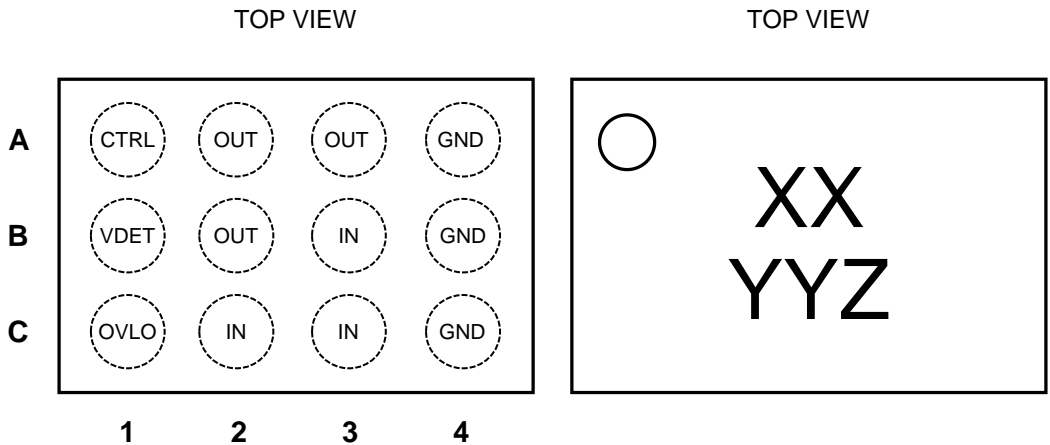 TOP VIEW TOP VIEW
A CTRL OUT OUT GND
XX
B VDET OUT IN GND
YYZ
C OVLO IN IN GND
1 2 3 4